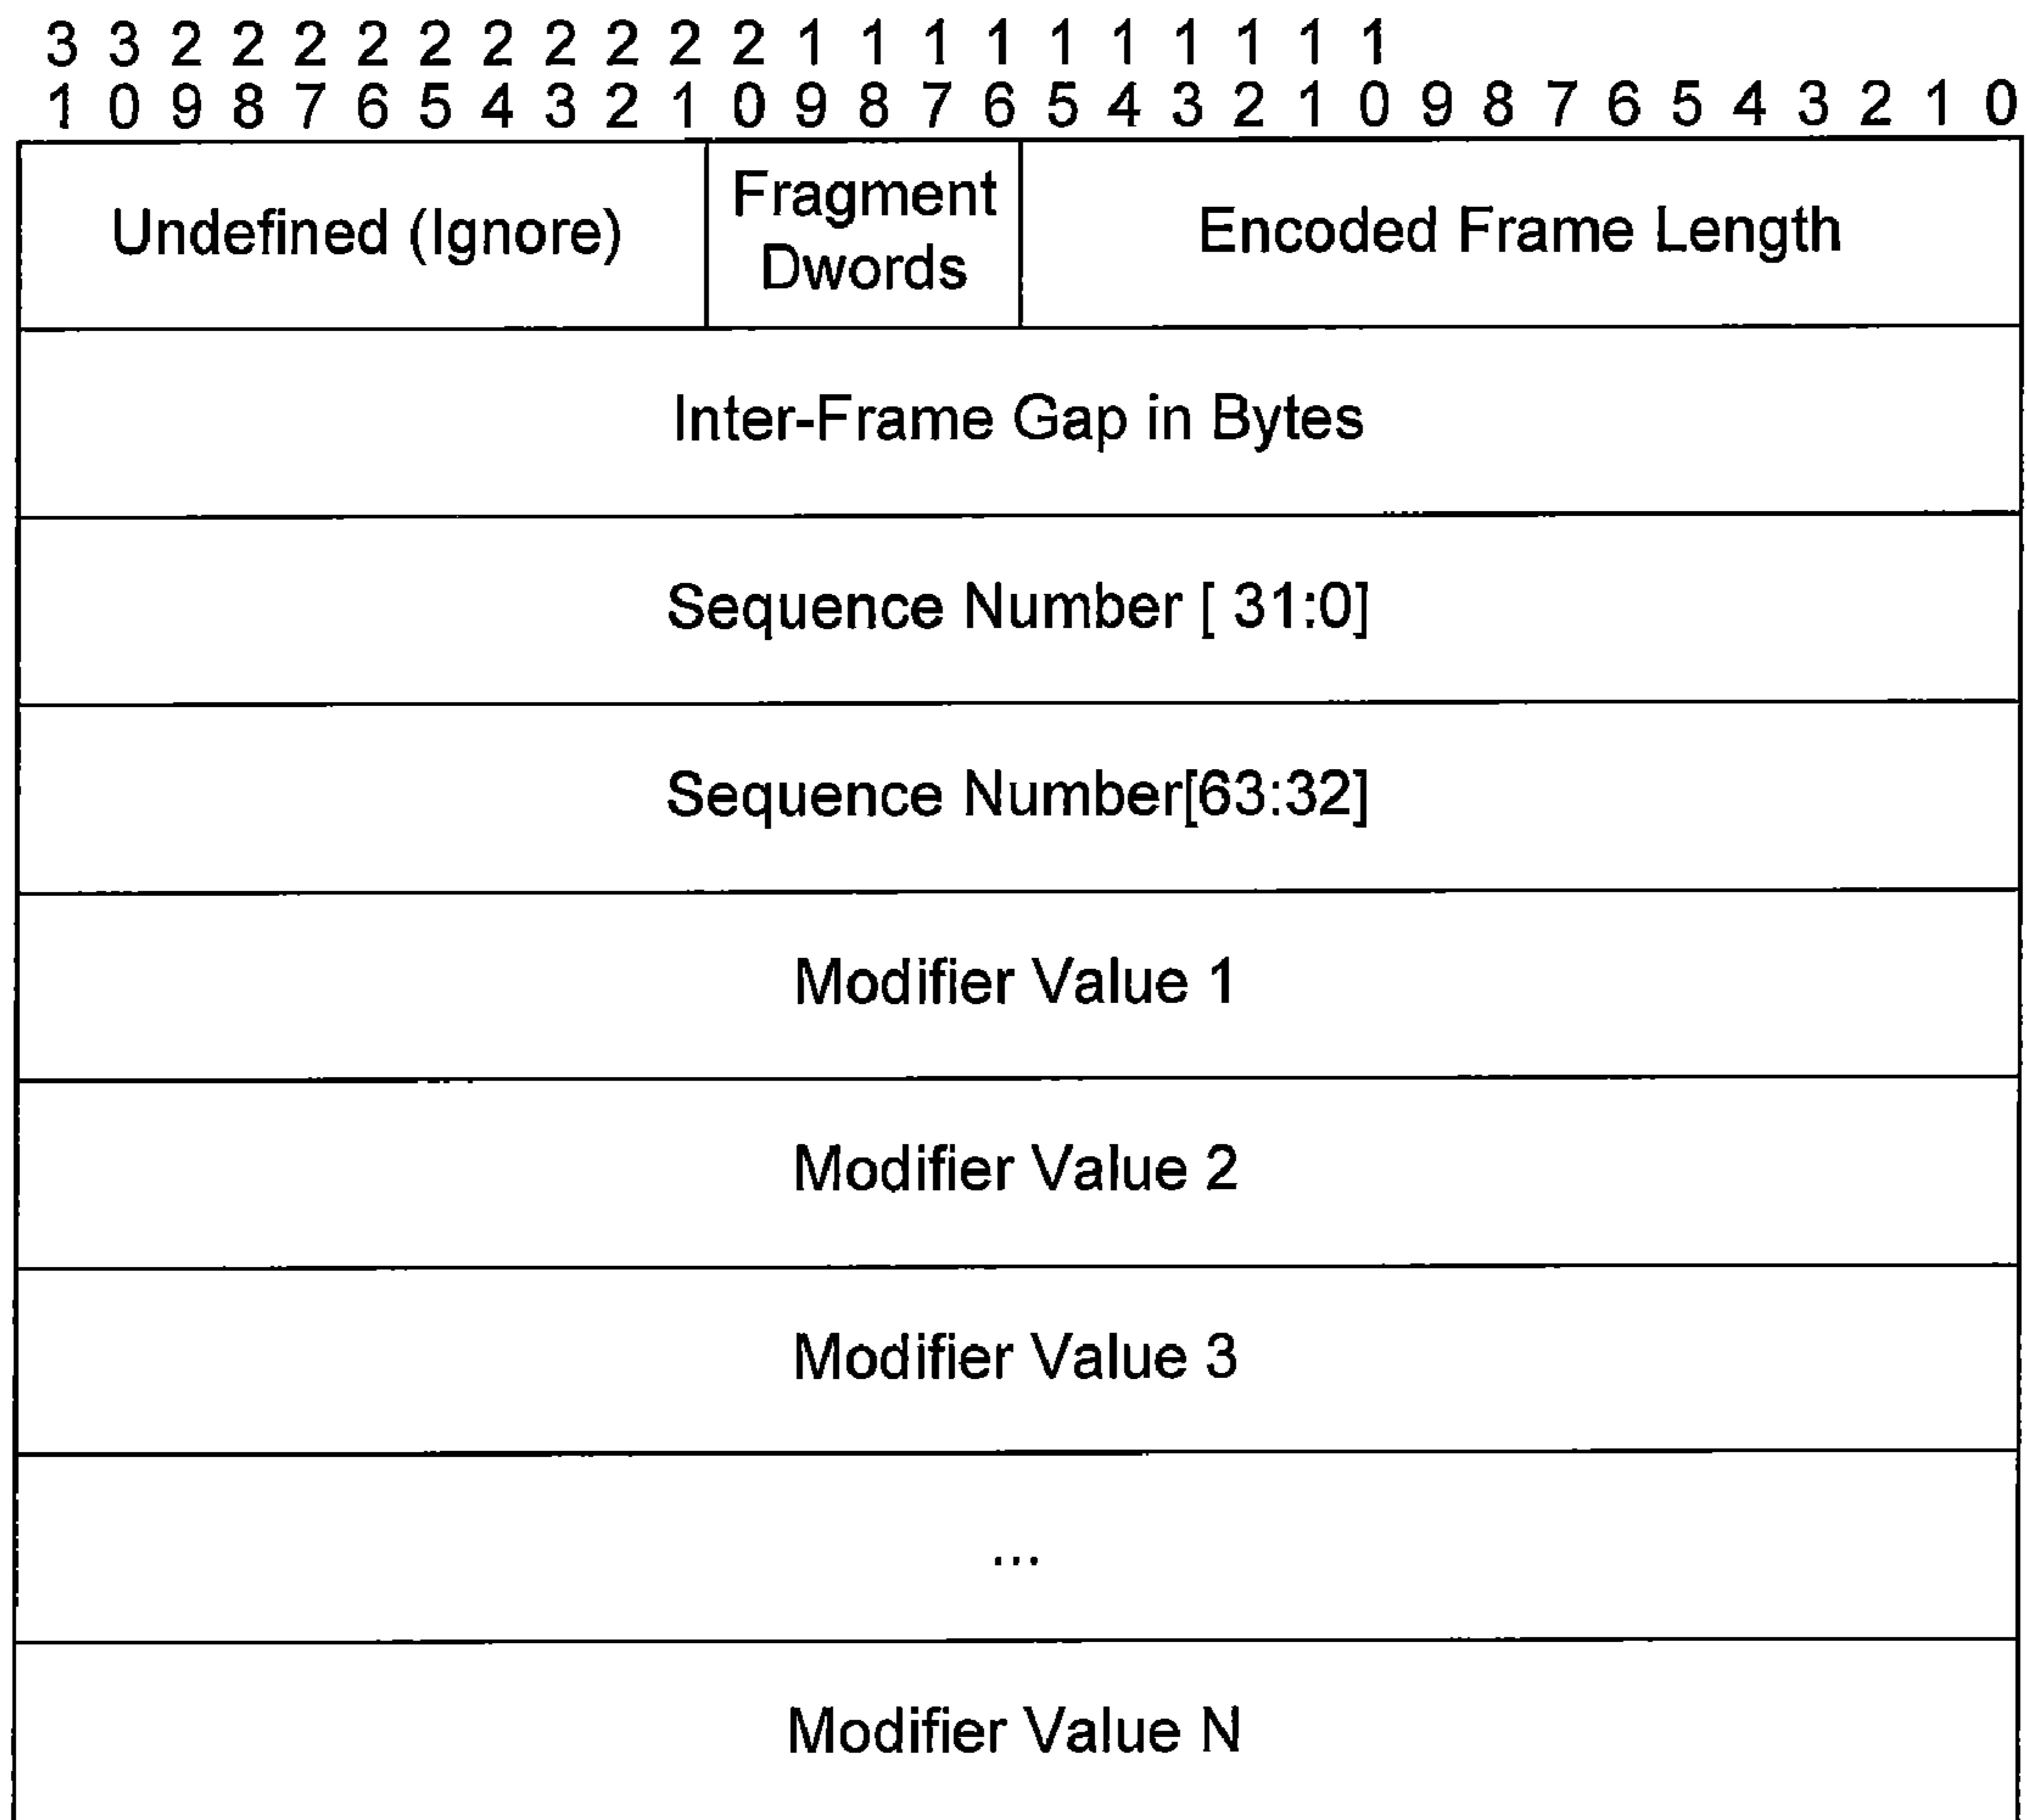 3 3 2 2 2 2 2 2 2 2 2 2 1 1 1 1 1 1 1 1 1 1
1 0 9 8 7 6 5 4 3 2 1 0 9 8 7 6 5 4 3 2 1 0 9 8 7 6 5 4 3 2 1 0
Undefined (Ignore)
Fragment
Dwords
Encoded Frame Length
Inter-Frame Gap in Bytes
Sequence Number [ 31:0]
Sequence Number[63:32]
Modifier Value 1
Modifier Value 2
Modifier Value 3
...
Modifier Value N